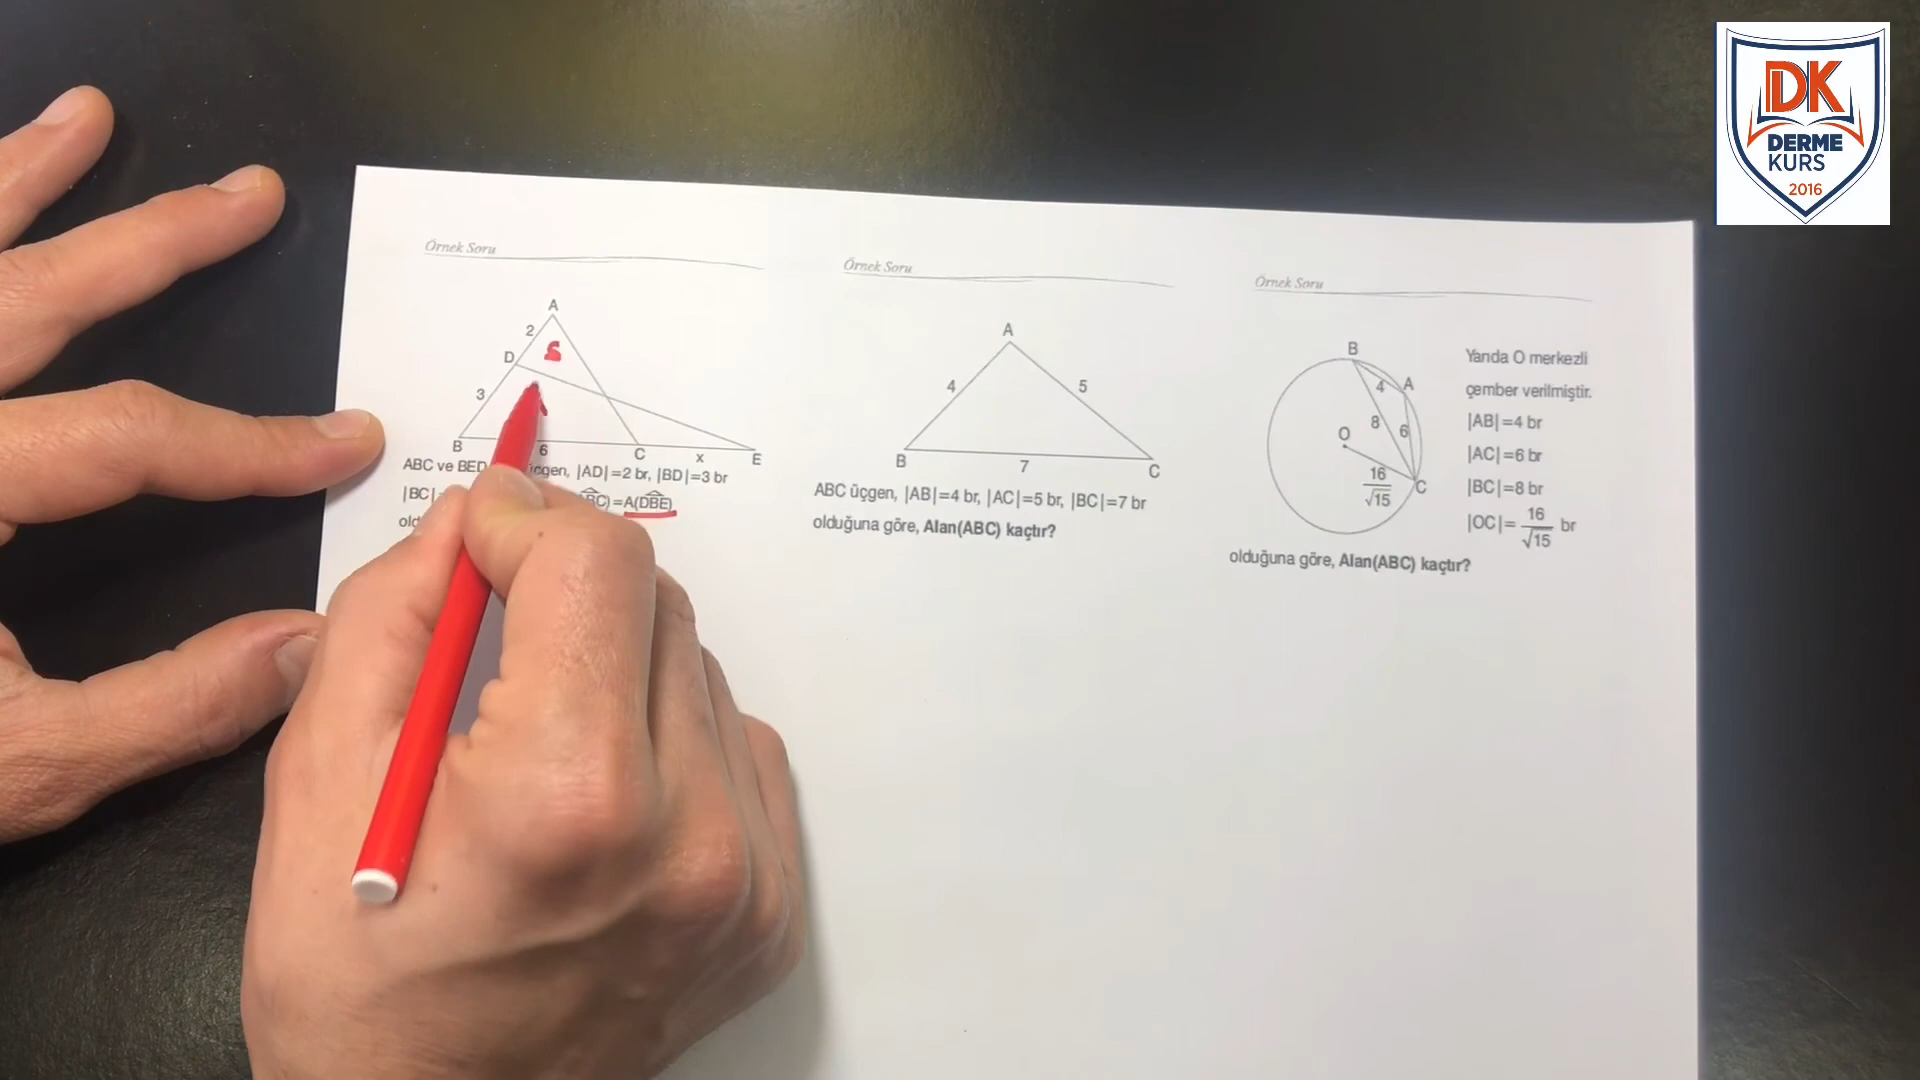 DK
DERME
KURS
2016
Örnek Soru
A
2
D
S
3
B
6
C
x
E
ABC ve BED üçgen, |AD|=2 br, |BD|=3 br
|BC| BC)=A(DBE)
Örnek Soru
A
4
5
B
7
C
ABC üçgen, |AB|=4 br, |AC|=5 br, |BC|=7 br
olduğuna göre, Alan(ABC) kaçtır?
Örnek Soru
B
4
A
8
6
O
16
√15
C
Yanda O merkezli
çember verilmiştir.
|AB|=4 br
|AC|=6 br
|BC|=8 br
|OC|= 16/√15 br
olduğuna göre, Alan(ABC) kaçtır?